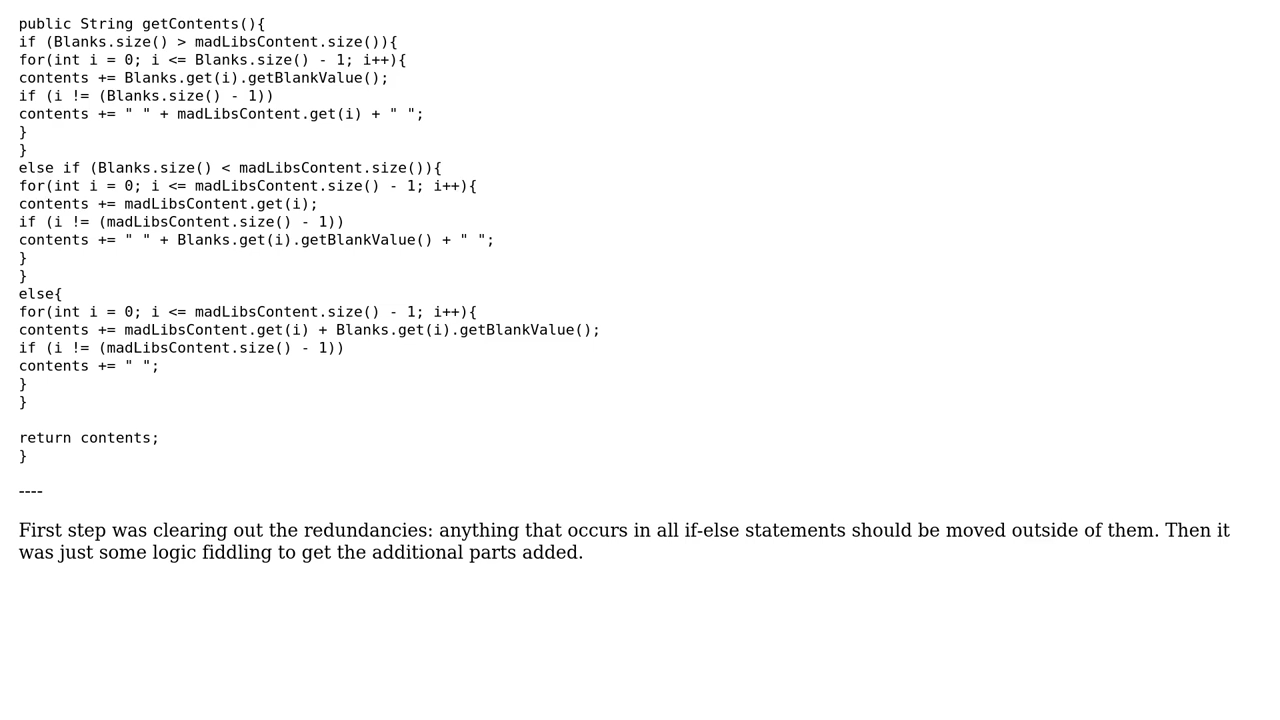 public String getContents(){
if (Blanks.size() > madLibsContent.size()){
for(int i = 0; i <= Blanks.size() - 1; i++){
contents += Blanks.get(i).getBlankValue();
if (i != (Blanks.size() - 1))
contents += " " + madLibsContent.get(i) + " ";
}
}
else if (Blanks.size() < madLibsContent.size()){
for(int i = 0; i <= madLibsContent.size() - 1; i++){
contents += madLibsContent.get(i);
if (i != (madLibsContent.size() - 1))
contents += " " + Blanks.get(i).getBlankValue() + " ";
}
}
else{
for(int i = 0; i <= madLibsContent.size() - 1; i++){
contents += madLibsContent.get(i) + Blanks.get(i).getBlankValue();
if (i != (madLibsContent.size() - 1))
contents += " ";
}
}

return contents;
}

----

First step was clearing out the redundancies: anything that occurs in all if-else statements should be moved outside of them. Then it
was just some logic fiddling to get the additional parts added.